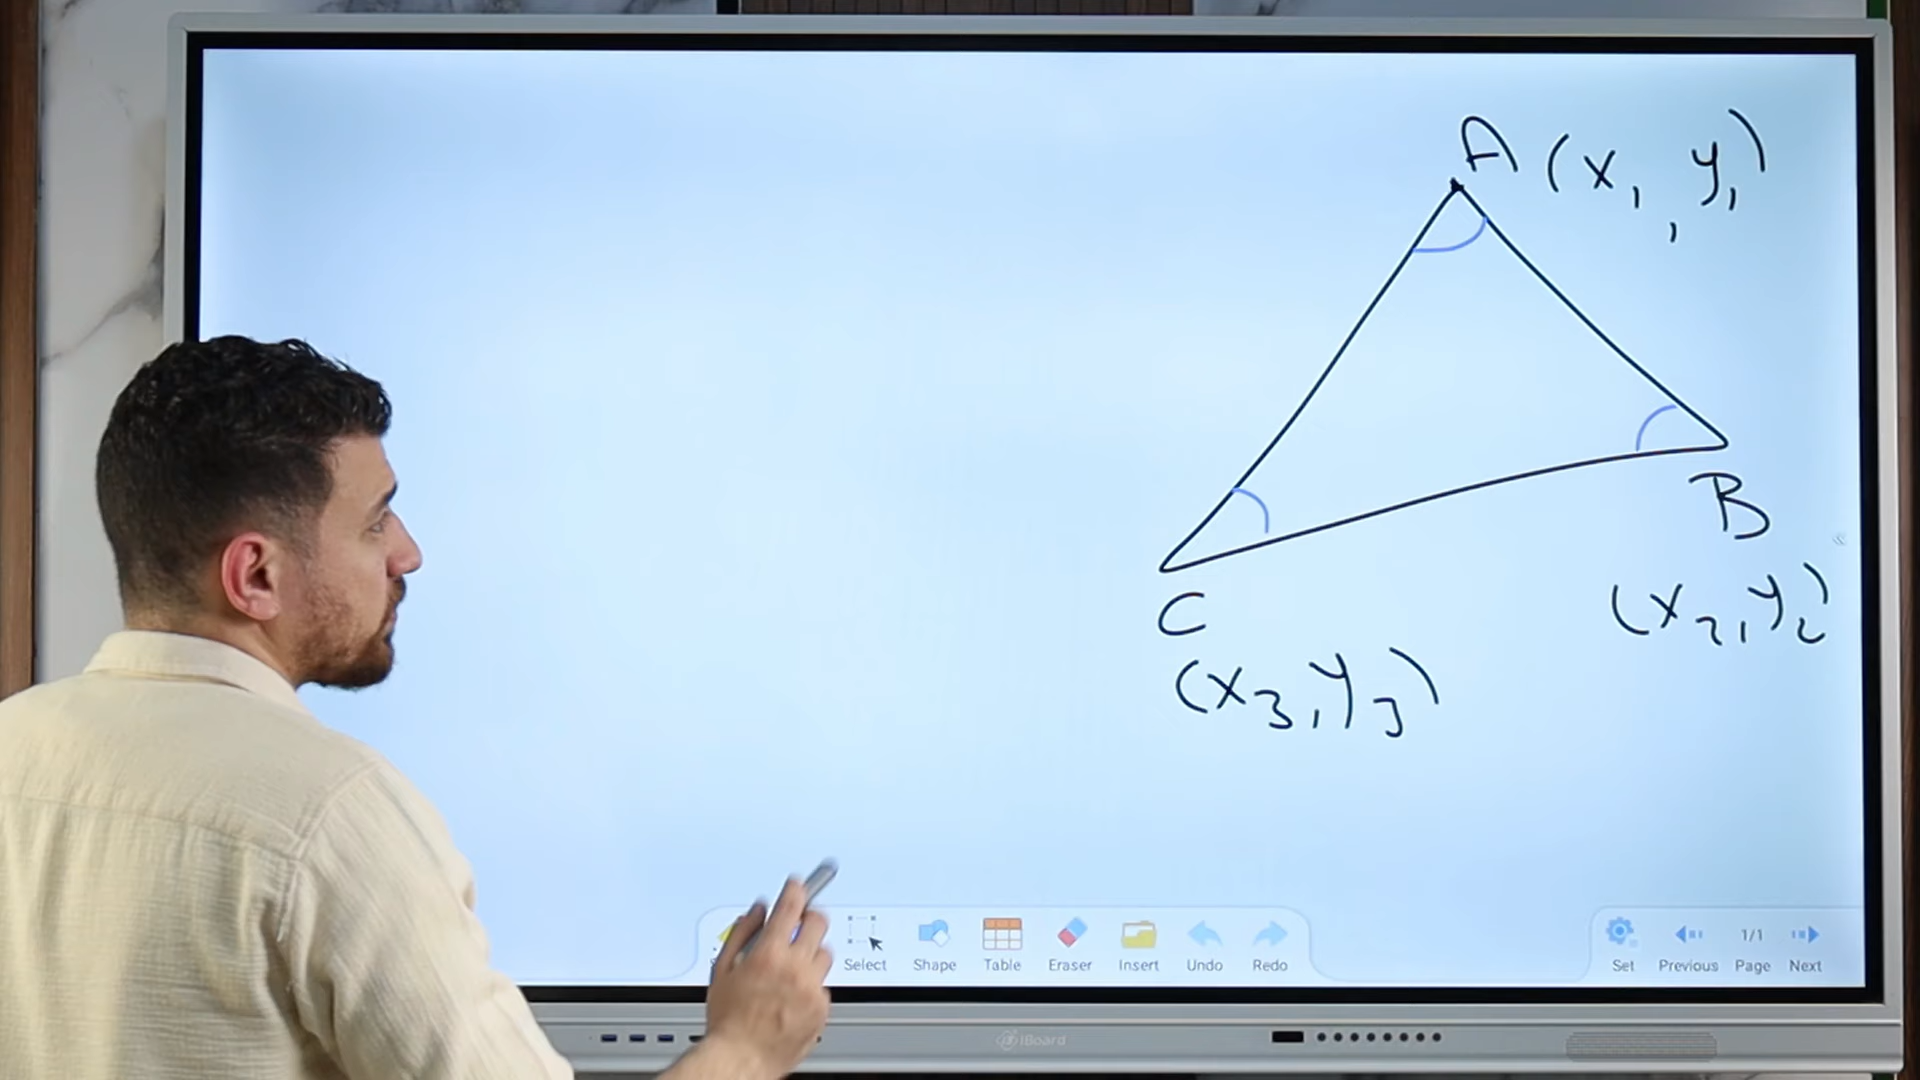 A (x1, y1)
B
(x2, y2)
C
(x3, y3)
Select
Shape
Table
Eraser
Insert
Undo
Redo
Set
Previous
1/1
Page
Next
iBoard